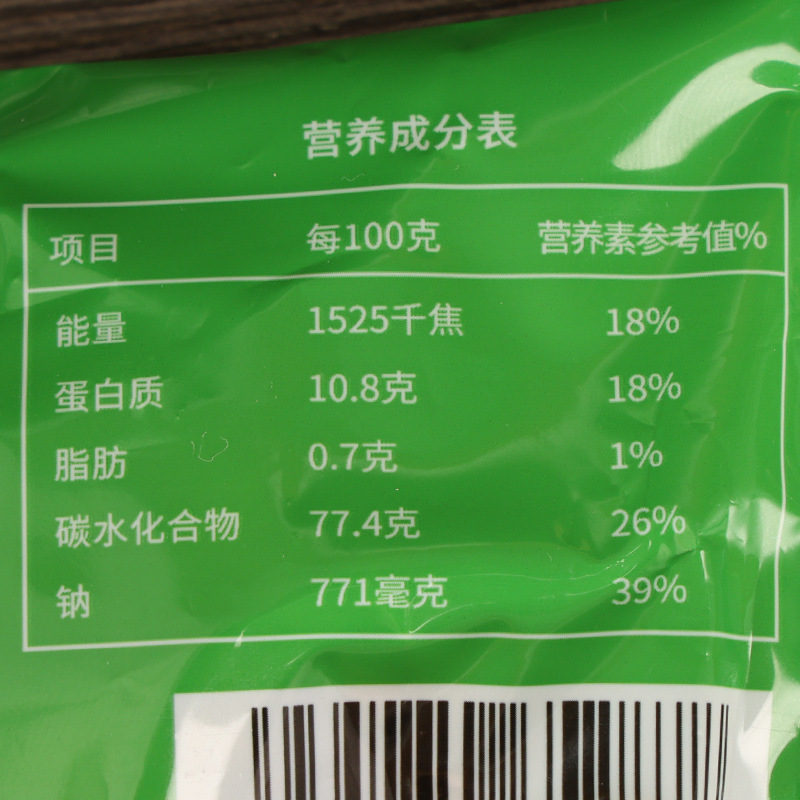 营养成分表
项目 每100克 营养素参考值%
能量 1525千焦 18%
蛋白质 10.8克 18%
脂肪 0.7克 1%
碳水化合物 77.4克 26%
钠 771毫克 39%